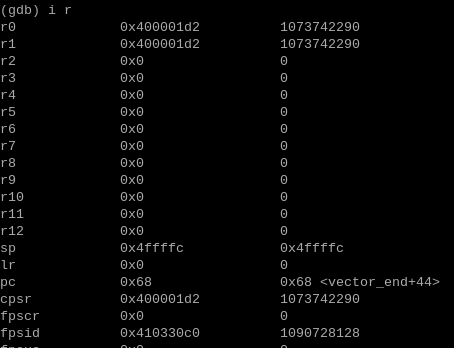 (gdb) i r
r0 0x400001d2 1073742290
r1 0x400001d2 1073742290
r2 0x0 0
r3 0x0 0
r4 0x0 0
r5 0x0 0
r6 0x0 0
r7 0x0 0
r8 0x0 0
r9 0x0 0
r10 0x0 0
r11 0x0 0
r12 0x0 0
sp 0x4ffffc 0x4ffffc
lr 0x0 0
pc 0x68 0x68 <vector_end+44>
cpsr 0x400001d2 1073742290
fpscr 0x0 0
fpsid 0x410330c0 1090728128
0x0 0